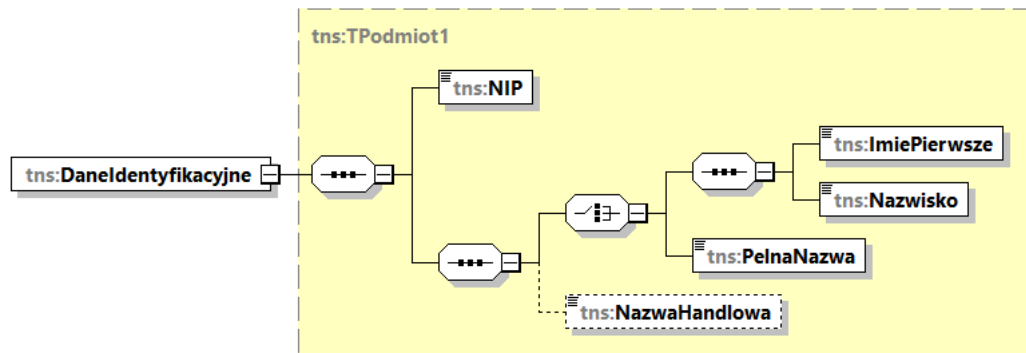 tns:TPodmiot1
tns:NIP
tns:DaneIdentyfikacyjne
tns:ImiePierwsze
tns:Nazwisko
tns:PelnaNazwa
tns:NazwaHandlowa